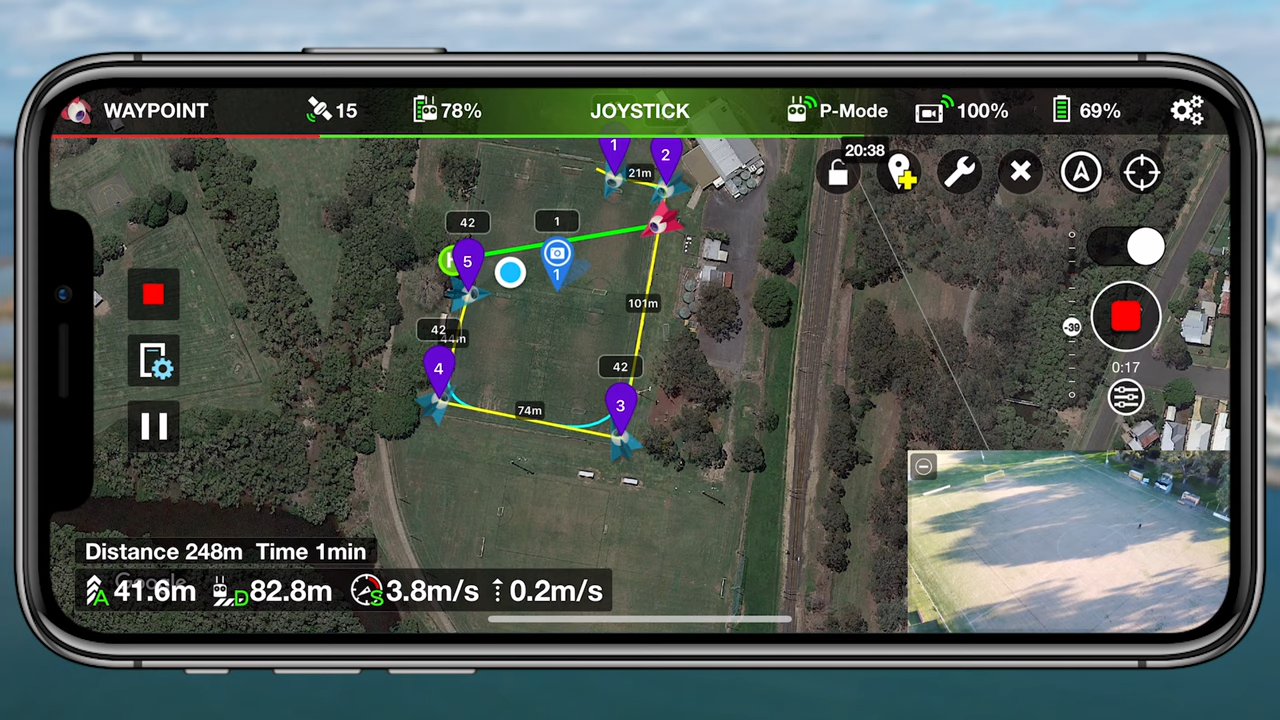 WAYPOINT
15
78%
JOYSTICK
P-Mode
100%
69%
20:38
1
2
21m
42
1
5
1
101m
42
4
42
3
74m
-39
0:17
Distance 248m Time 1min
Google
A 41.6m
D 82.8m
S 3.8m/s
0.2m/s